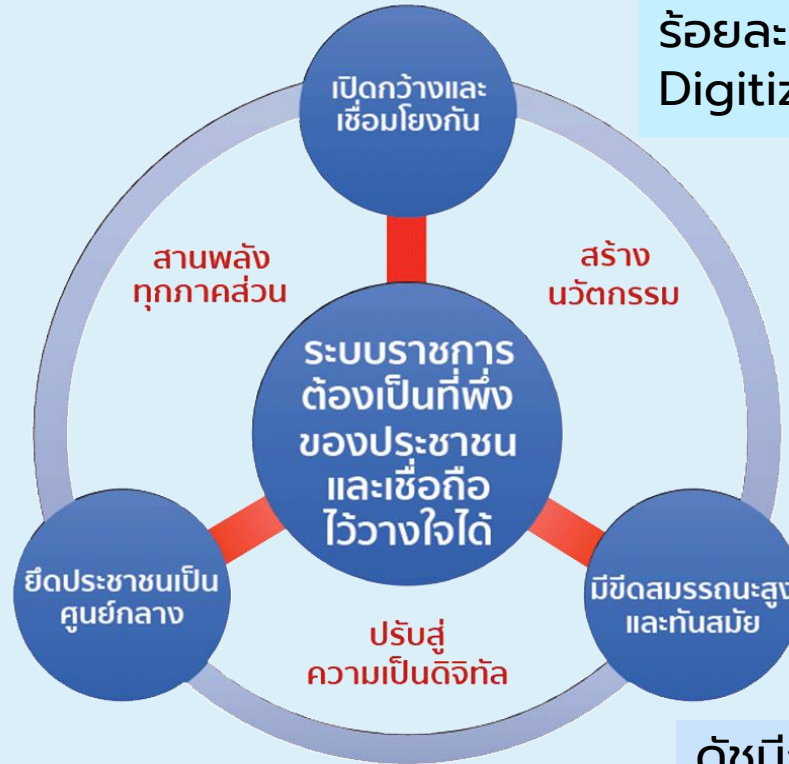 ร้อยละ
เปิดกว้างและ
เชื่อมโยงกัน
สานพลัง
ทุกภาคส่วน
สร้าง
นวัตกรรม
ระบบราชการ
ต้องเป็นที่พึ่ง
ของประชาชน
และเชื่อถือ
ไว้วางใจได้
ยึดประชาชนเป็น
ศูนย์กลาง
มีขีดสมรรถนะสูง
และทันสมัย
ปรับสู่
ความเป็นดิจิทัล